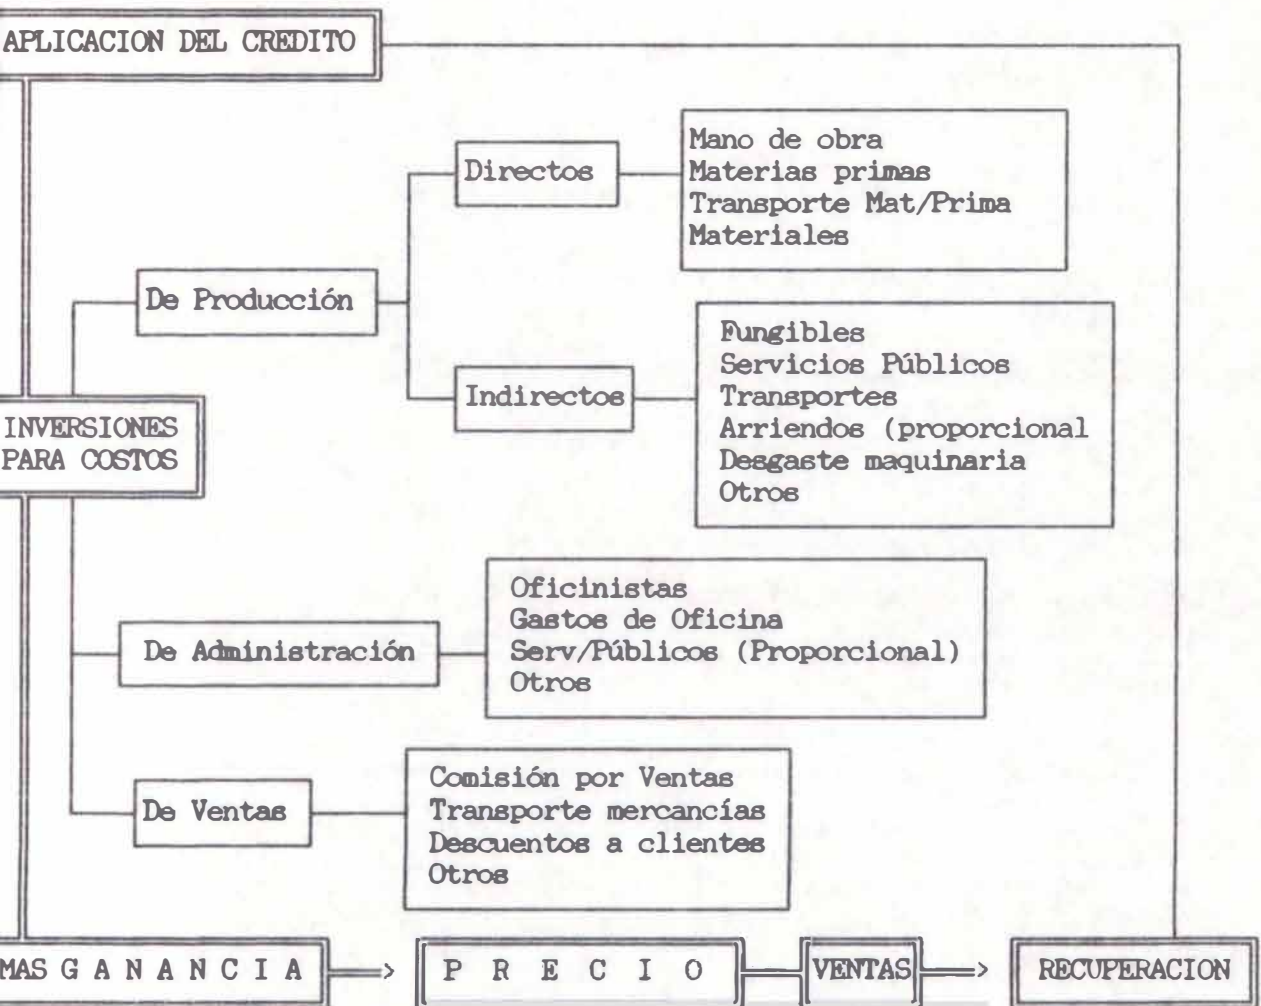 APLICACION DEL CREDITO
Directos
Mano de obra
Materias primas
Transporte Mat/Prima
Materiales
De Producción
Indirectos
Fungibles
Servicios Públicos
Transportes
Arriendos (proporcional
Desgaste maquinaria
Otros
INVERSIONES
PARA COSTOS
De Administración
Oficinistas
Gastos de Oficina
Serv/Públicos (Proporcional)
Otros
De Ventas
Comisión por Ventas
Transporte mercancías
Descuentos a clientes
Otros
MAS G A N A N C I A
P R E C I O
VENTAS
RECUPERACION